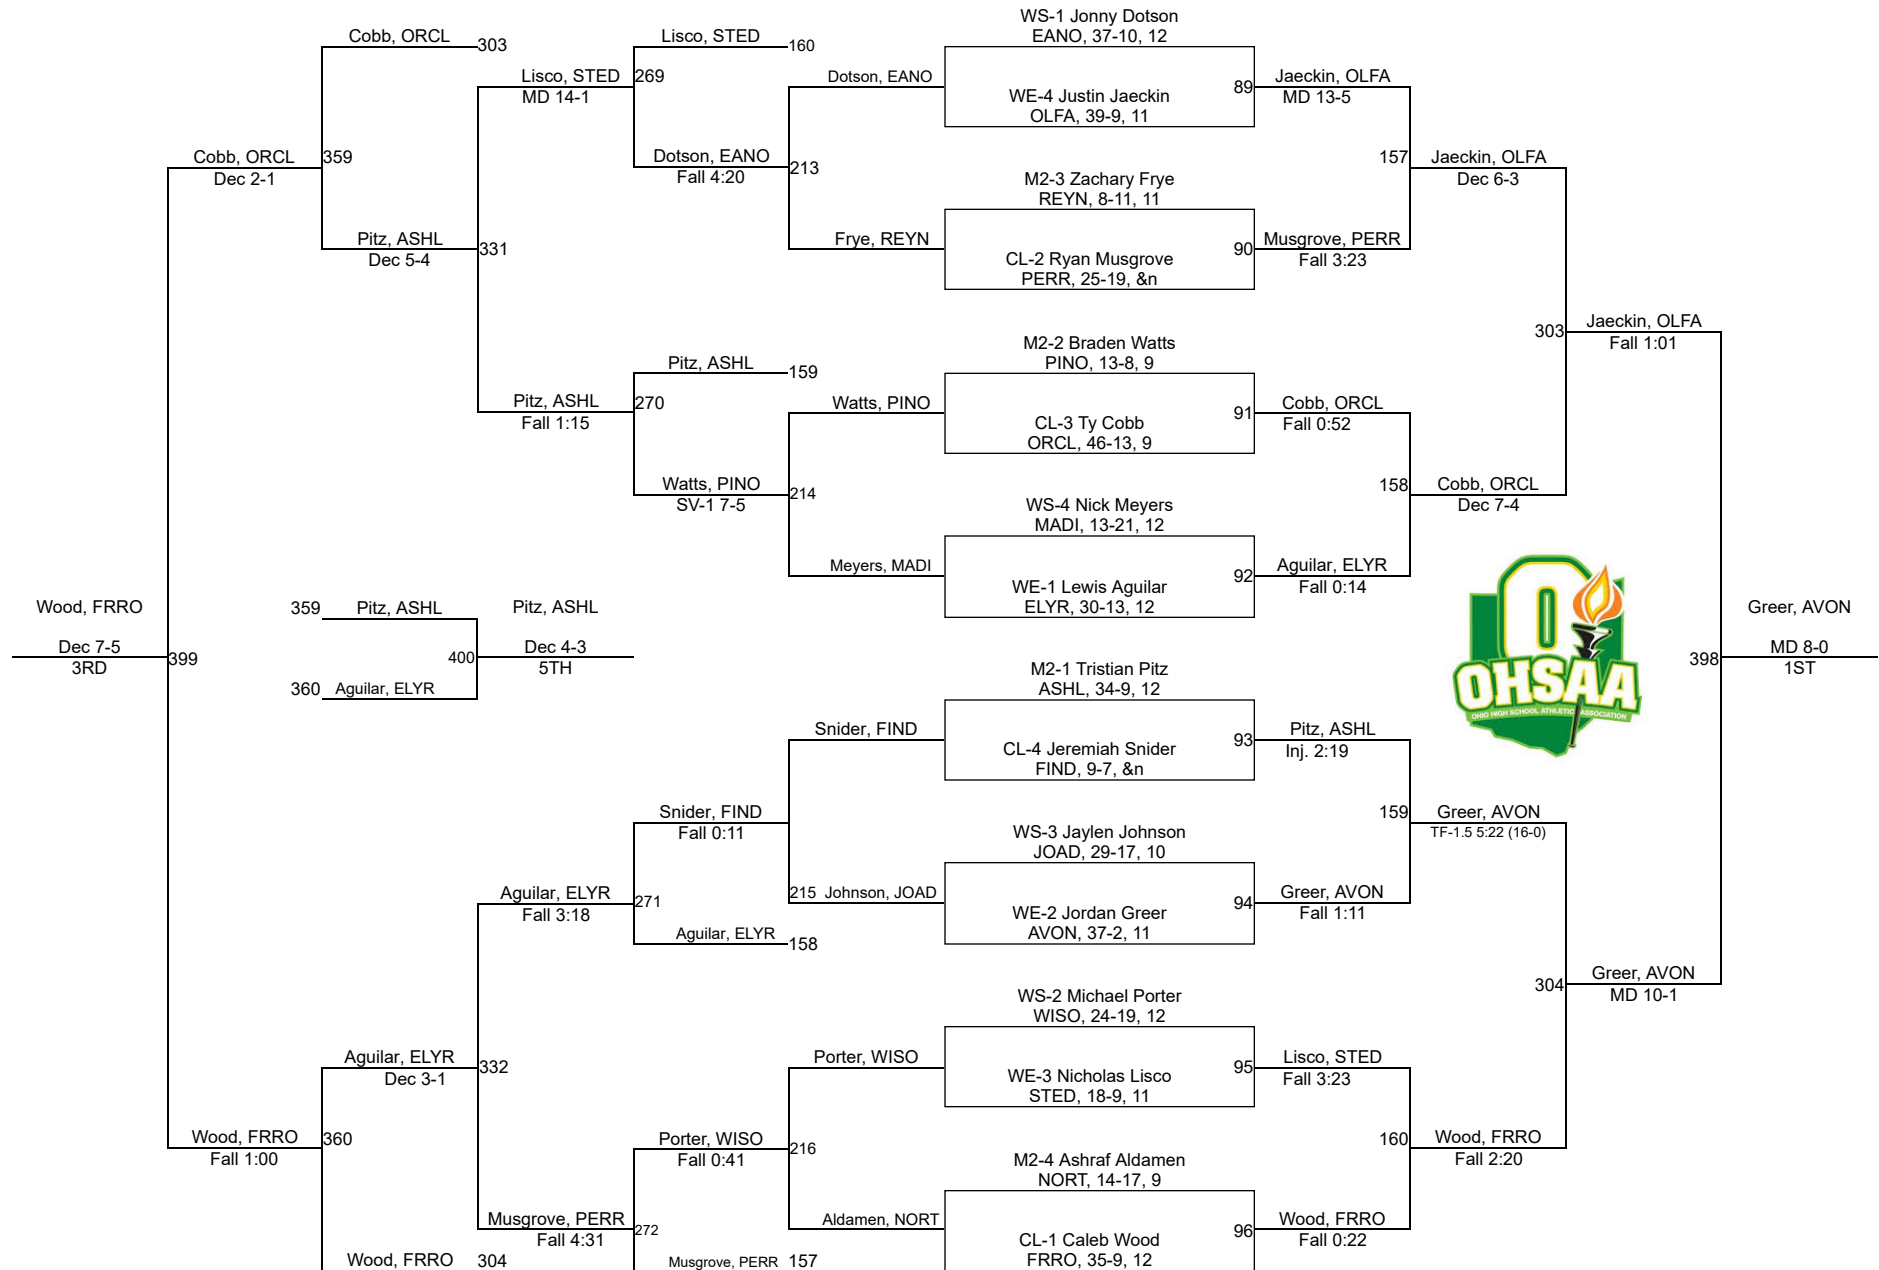 WS-1 Jonny Dotson
EANO, 37-10, 12
Cobb, ORCL 303
Lisco, STED 160
Lisco, STED 269
MD 14-1
Dotson, EANO
WE-4 Justin Jaeckin 89
OLFA, 39-9, 11
Jaeckin, OLFA
MD 13-5
Cobb, ORCL 359
Dec 2-1
Dotson, EANO 213
Fall 4:20
157 Jaeckin, OLFA
Dec 6-3
M2-3 Zachary Frye
REYN, 8-11, 11
Pitz, ASHL 331
Dec 5-4
Frye, REYN
CL-2 Ryan Musgrove 90
PERR, 25-19, &n
Musgrove, PERR
Fall 3:23
303 Jaeckin, OLFA
Fall 1:01
M2-2 Braden Watts
PINO, 13-8, 9
Pitz, ASHL 159
Pitz, ASHL 270
Fall 1:15
Watts, PINO
CL-3 Ty Cobb 91
ORCL, 46-13, 9
Cobb, ORCL
Fall 0:52
Watts, PINO 214
SV-1 7-5
158 Cobb, ORCL
Dec 7-4
WS-4 Nick Meyers
MADI, 13-21, 12
Meyers, MADI
WE-1 Lewis Aguilar 92
ELYR, 30-13, 12
Aguilar, ELYR
Fall 0:14
Wood, FRRO
Dec 7-5
3RD
399
359 Pitz, ASHL
360 Aguilar, ELYR
400
Pitz, ASHL
Dec 4-3
5TH
O
OHSAA
OHIO HIGH SCHOOL ATHLETIC ASSOCIATION
398
Greer, AVON
MD 8-0
1ST
M2-1 Tristian Pitz
ASHL, 34-9, 12
Snider, FIND
CL-4 Jeremiah Snider 93
FIND, 9-7, &n
Pitz, ASHL
Inj. 2:19
Snider, FIND
Fall 0:11
159 Greer, AVON
TF-1.5 5:22 (16-0)
WS-3 Jaylen Johnson
JOAD, 29-17, 10
Aguilar, ELYR 271
Fall 3:18
215 Johnson, JOAD
WE-2 Jordan Greer 94
AVON, 37-2, 11
Greer, AVON
Fall 1:11
Aguilar, ELYR 158
304 Greer, AVON
MD 10-1
WS-2 Michael Porter
WISO, 24-19, 12
Aguilar, ELYR 332
Dec 3-1
Porter, WISO
WE-3 Nicholas Lisco 95
STED, 18-9, 11
Lisco, STED
Fall 3:23
Wood, FRRO 360
Fall 1:00
Porter, WISO 216
Fall 0:41
160 Wood, FRRO
Fall 2:20
M2-4 Ashraf Aldamen
NORT, 14-17, 9
Musgrove, PERR 272
Fall 4:31
Aldamen, NORT
CL-1 Caleb Wood 96
FRRO, 35-9, 12
Wood, FRRO
Fall 0:22
Wood, FRRO 304
Musgrove, PERR 157